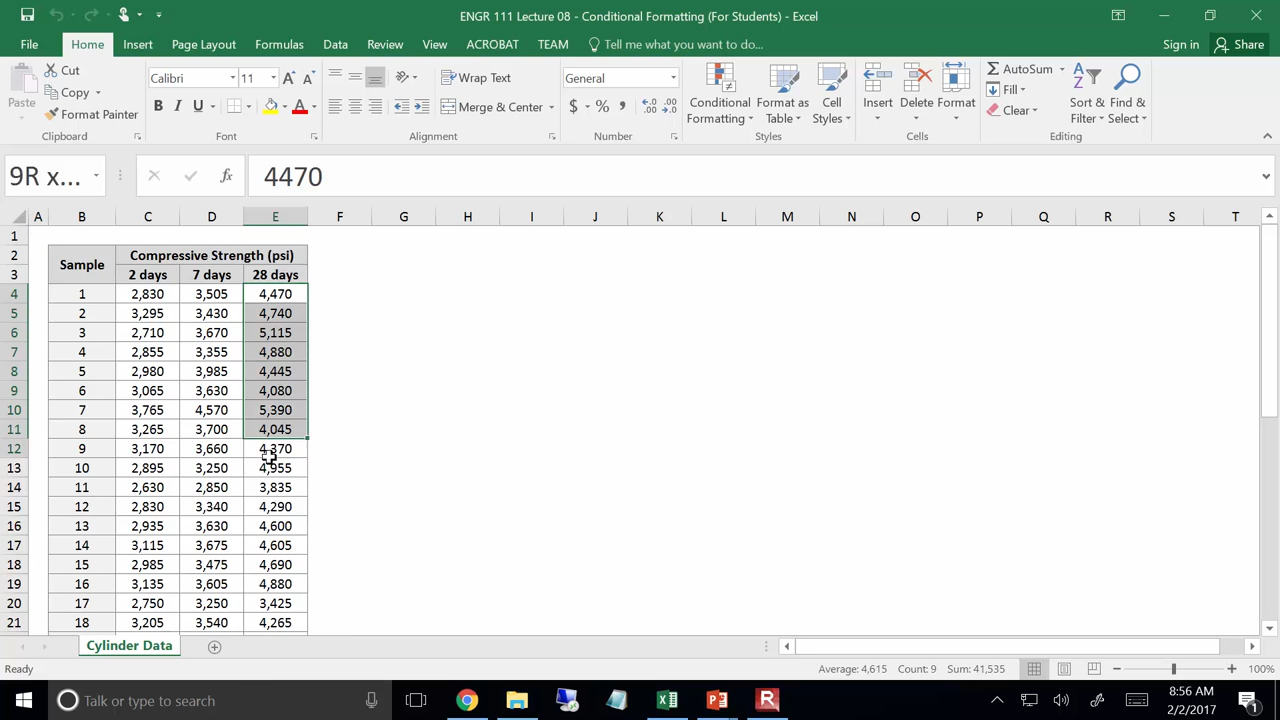 ENGR 111 Lecture 08 - Conditional Formatting (For Students) - Excel
File Home Insert Page Layout Formulas Data Review View ACROBAT TEAM Tell me what you want to do... Sign in Share
Paste Cut Copy Format Painter Clipboard
Calibri 11 B I U A Font
Wrap Text Merge & Center Alignment
General $ % , Number
Conditional Formatting Format as Table Cell Styles Styles
Insert Delete Format Cells
AutoSum Fill Clear Sort & Filter Find & Select Editing
9R x... fx 4470
A B C D E F G H I J K L M N O P Q R S T
1
2 Sample Compressive Strength (psi)
3 2 days 7 days 28 days
4 1 2,830 3,505 4,470
5 2 3,295 3,430 4,740
6 3 2,710 3,670 5,115
7 4 2,855 3,355 4,880
8 5 2,980 3,985 4,445
9 6 3,065 3,630 4,080
10 7 3,765 4,570 5,390
11 8 3,265 3,700 4,045
12 9 3,170 3,660 4,370
13 10 2,895 3,250 4,555
14 11 2,630 2,850 3,835
15 12 2,830 3,340 4,290
16 13 2,935 3,630 4,600
17 14 3,115 3,675 4,605
18 15 2,985 3,475 4,690
19 16 3,135 3,605 4,880
20 17 2,750 3,250 3,425
21 18 3,205 3,540 4,265
Cylinder Data
Ready Average: 4,615 Count: 9 Sum: 41,535 100%
Talk or type to search 8:56 AM
2/2/2017